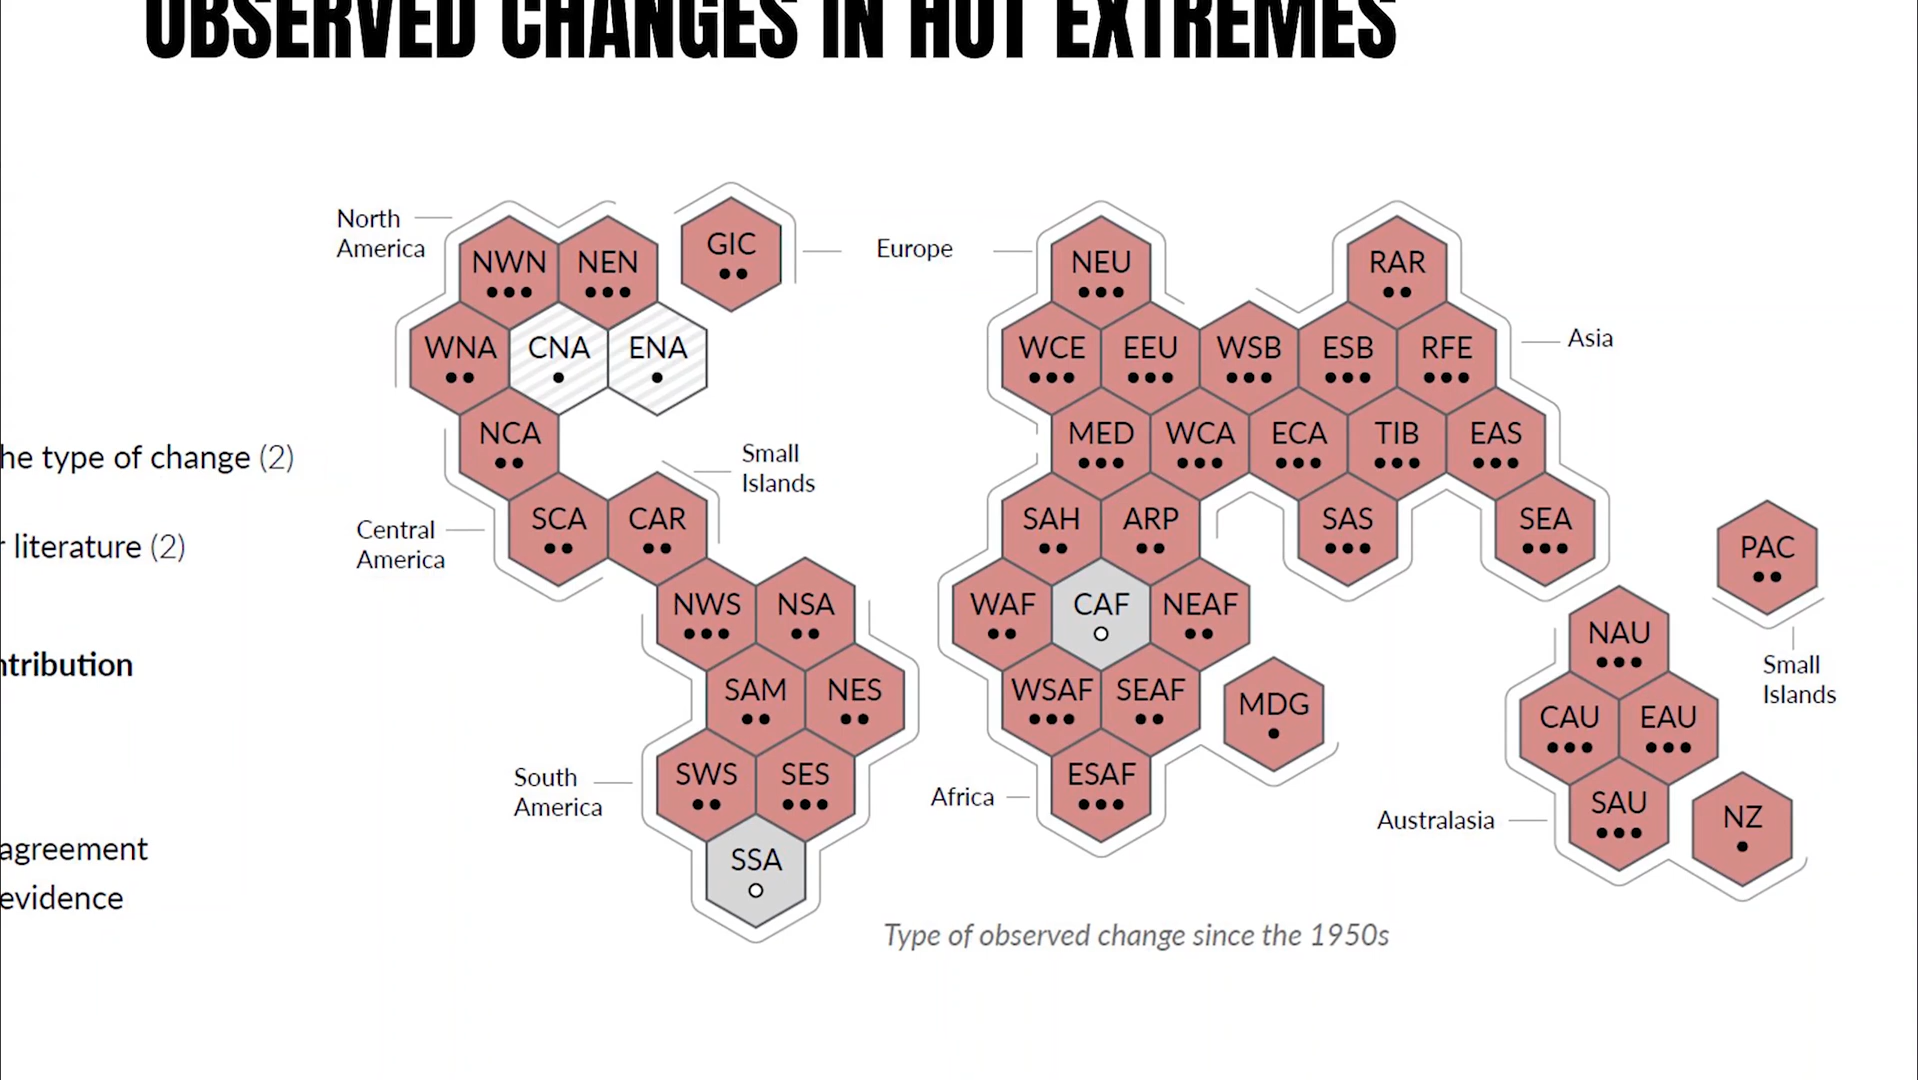 OBSERVED CHANGES IN HOT EXTREMES
North
America
NWN
NEN
GIC
Europe
NEU
RAR
WNA
CNA
ENA
WCE
EEU
WSB
ESB
RFE
Asia
NCA
MED
WCA
ECA
TIB
EAS
he type of change (2)
Small
Islands
SCA
CAR
SAH
ARP
SAS
SEA
Central
America
r literature (2)
PAC
NWS
NSA
WAF
CAF
NEAF
NAU
Small
Islands
ntribution
SAM
NES
WSAF
SEAF
MDG
CAU
EAU
South
America
SWS
SES
Africa
ESAF
Australasia
SAU
NZ
agreement
evidence
SSA
Type of observed change since the 1950s